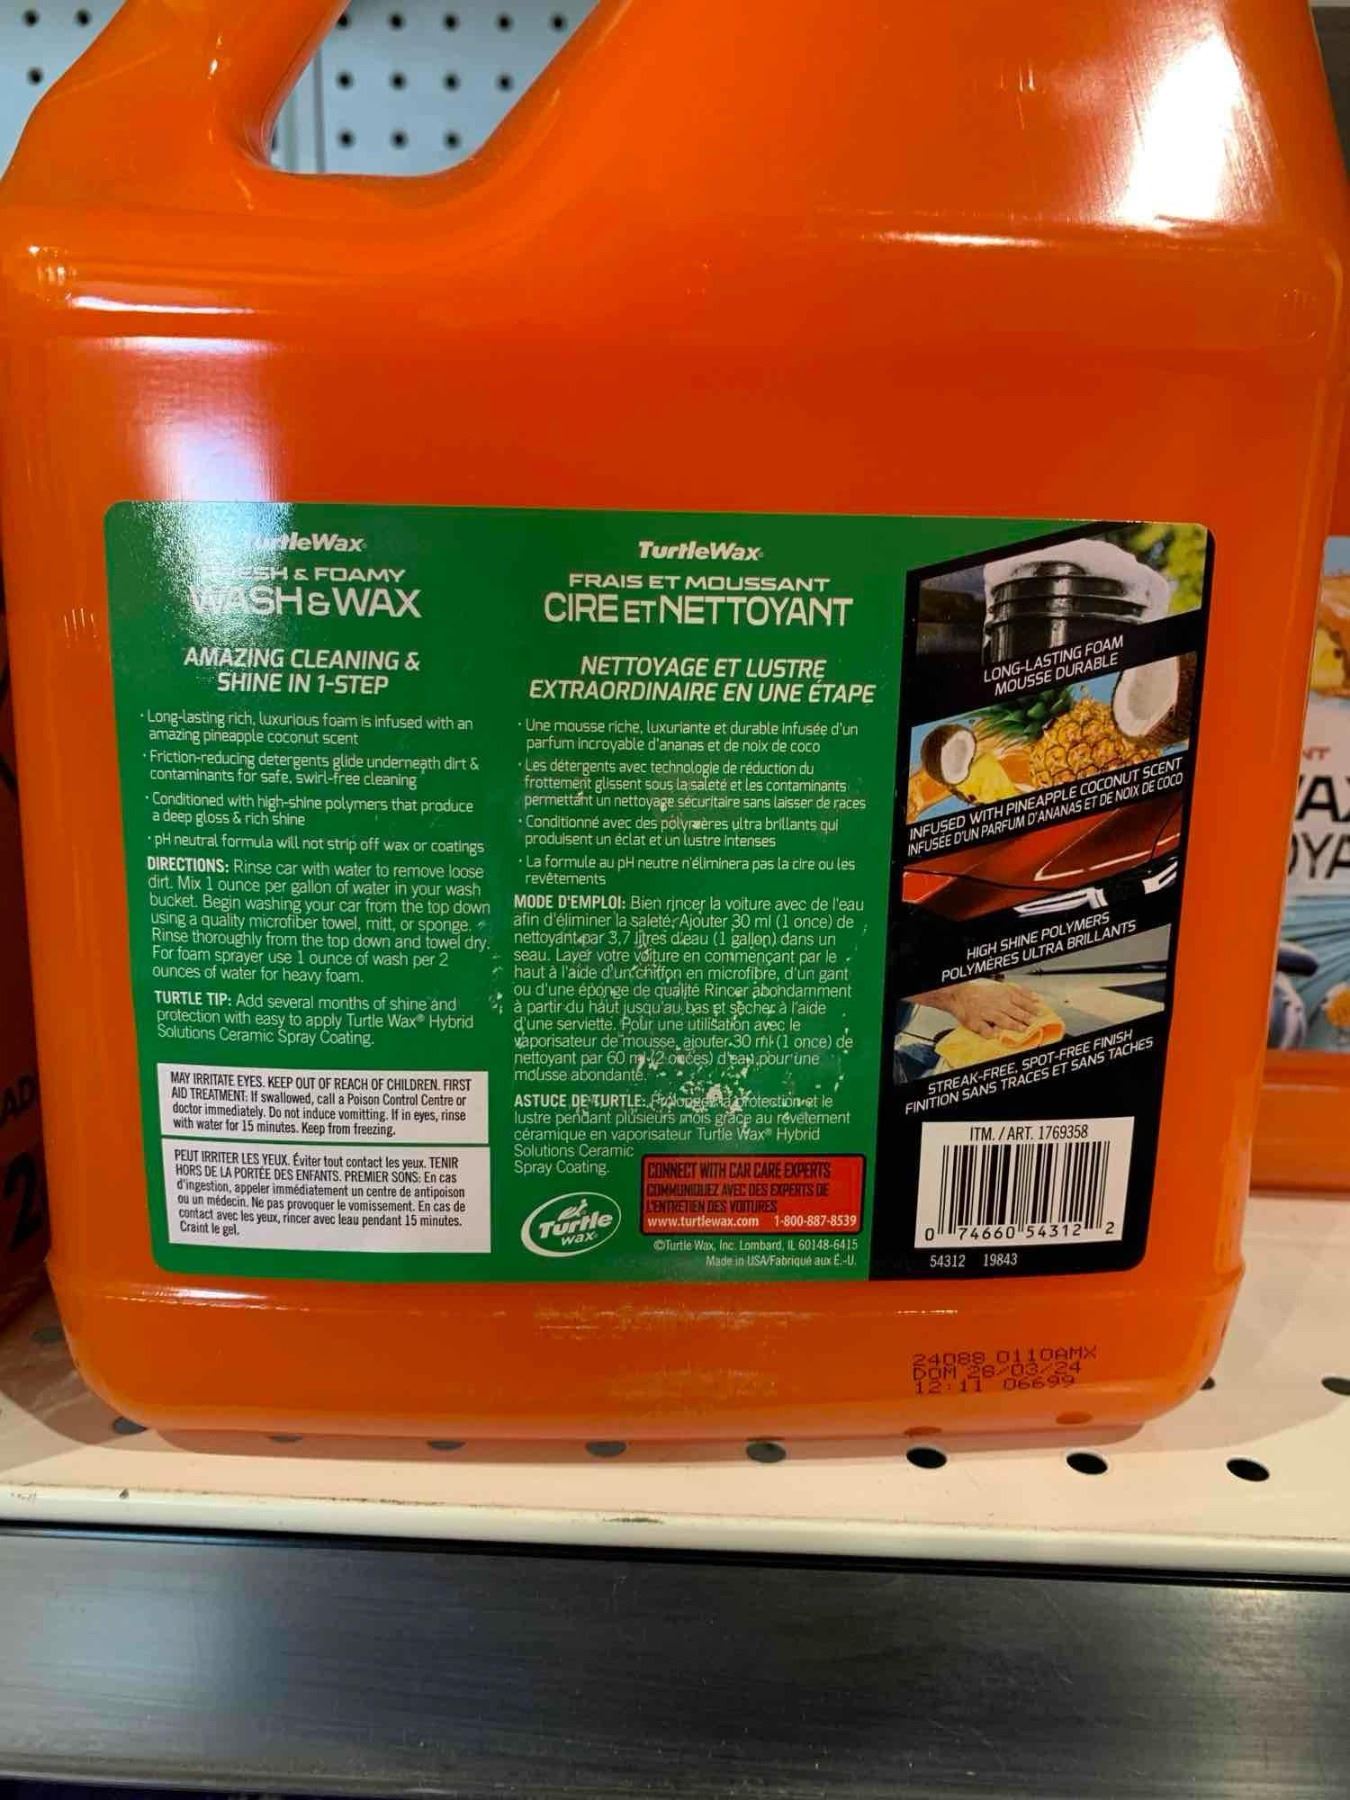 TurtleWax
& FOAMY
WASH & WAX
AMAZING CLEANING &
SHINE IN 1-STEP
· Long-lasting rich, luxurious foam is infused with an
amazing pineapple coconut scent
· Friction-reducing detergents glide underneath dirt &
contaminants for safe, swirl-free cleaning
· Conditioned with high-shine polymers that produce
a deep gloss & rich shine
· pH neutral formula will not strip off wax or coatings
DIRECTIONS: Rinse car with water to remove loose
dirt. Mix 1 ounce per gallon of water in your wash
bucket. Begin washing your car from the top down
using a quality microfiber towel, mitt, or sponge.
Rinse thoroughly from the top down and towel dry.
For foam sprayer use 1 ounce of wash per 2
ounces of water for heavy foam.
TURTLE TIP: Add several months of shine and
protection with easy to apply Turtle Wax® Hybrid
Solutions Ceramic Spray Coating.
MAY IRRITATE EYES. KEEP OUT OF REACH OF CHILDREN. FIRST
AID TREATMENT: If swallowed, call a Poison Control Centre or
doctor immediately. Do not induce vomitting. If in eyes, rinse
with water for 15 minutes. Keep from freezing.
PEUT IRRITER LES YEUX. Éviter tout contact les yeux. TENIR
HORS DE LA PORTÉE DES ENFANTS. PREMIER SONS: En cas
d'ingestion, appeler immédiatement un centre de antipoison
ou un médecin. Ne pas provoquer le vomissement. En cas de
contact avec les yeux, rincer avec leau pendant 15 minutes.
Craint le gel.
TurtleWax
FRAIS ET MOUSSANT
CIRE ET NETTOYANT
NETTOYAGE ET LUSTRE
EXTRAORDINAIRE EN UNE ÉTAPE
· Une mousse riche, luxuriante et durable infusée d'un
parfum incroyable d'ananas et de noix de coco
· Les détergents avec technologie de réduction du
frottement glissent sous la saleté et les contaminants
permettant un nettoyage sécuritaire sans laisser de races
· Conditionné avec des polymères ultra brillants qui
produisent un éclat et un lustre intenses
· La formule au pH neutre n'éliminera pas la cire ou les
revêtements
MODE D'EMPLOI: Bien rincer la voiture avec de l'eau
afin d'éliminer la saleté. Ajouter 30 ml (1 once) de
nettoyant par 3,7 litres d'eau (1 gallon) dans un
seau. Layer votre voiture en commençant par le
haut à l'aide d'un chiffon en microfibre, d'un gant
ou d'une éponge de qualité Rincer abondamment
à partir du haut jusqu'au bas et sécher à l'aide
d'une serviette. Pour une utilisation avec le
vaporisateur de mousse, ajouter 30 ml (1 once) de
nettoyant par 60 ml (2 onces) d'eau pour une
mousse abondante.
ASTUCE DE TURTLE: Prolongez la protection et le
lustre pendant plusieurs mois grâce au revêtement
céramique en vaporisateur Turtle Wax® Hybrid
Solutions Ceramic
Spray Coating.
Turtle
wax
CONNECT WITH CAR CARE EXPERTS
COMMUNIQUEZ AVEC DES EXPERTS DE
L'ENTRETIEN DES VOITURES
www.turtlewax.com 1-800-887-8539
©Turtle Wax, Inc. Lombard, IL 60148-6415
Made in USA/Fabriqué aux É.-U.
LONG-LASTING FOAM
MOUSSE DURABLE
INFUSED WITH PINEAPPLE COCONUT SCENT
INFUSÉE D'UN PARFUM D'ANANAS ET DE NOIX DE COCO
HIGH SHINE POLYMERS
POLYMÈRES ULTRA BRILLANTS
STREAK-FREE, SPOT-FREE FINISH
FINITION SANS TRACES ET SANS TACHES
ITM. / ART. 1769358
0 74660 54312 2
54312 19843
24088 0110AMX
DOM 28/03/24
12:11 06699